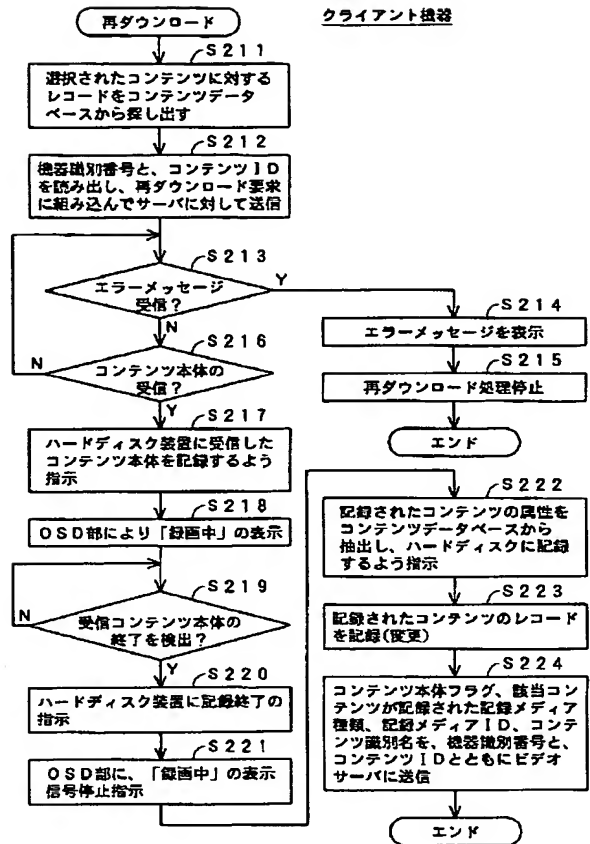 再ダウンロード
クライアント機器
S211
選択されたコンテンツに対する
レコードをコンテンツデータ
ベースから探し出す
S212
機器識別番号と、コンテンツID
を読み出し、再ダウンロード要求
に組み込んでサーバに対して送信
S213
エラーメッセージ
受信?
Y
N
S214
エラーメッセージを表示
S215
再ダウンロード処理停止
エンド
S216
コンテンツ本体の
受信?
N
Y
S217
ハードディスク装置に受信した
コンテンツ本体を記録するよう
指示
S218
OSD部により「録画中」の表示
S219
受信コンテンツ本体の
終了を検出?
N
Y
S220
ハードディスク装置に記録終了の
指示
S221
OSD部に、「録画中」の表示
信号停止指示
S222
記録されたコンテンツの属性を
コンテンツデータベースから
抽出し、ハードディスクに記録
するよう指示
S223
記録されたコンテンツのレコード
を記録(変更)
S224
コンテンツ本体フラグ、該当コン
テンツが記録された記録メディア
種類、記録メディアID、コンテ
ンツ識別名を、機器識別番号と、
コンテンツIDとともにビデオ
サーバに送信
エンド